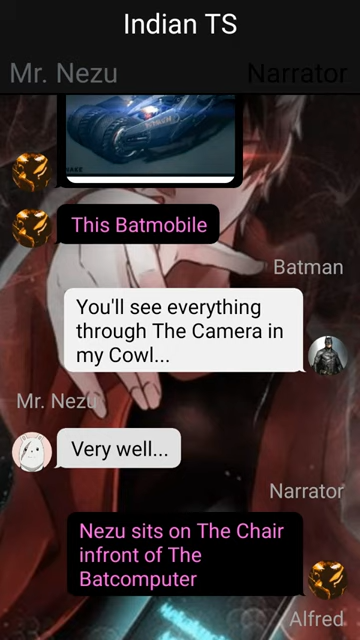 Indian TS
Mr. Nezu
Narrator
This Batmobile
Batman
You'll see everything
through The Camera in
my Cowl...
Mr. Nezu
Very well...
Narrator
Nezu sits on The Chair
infront of The
Batcomputer
Alfred